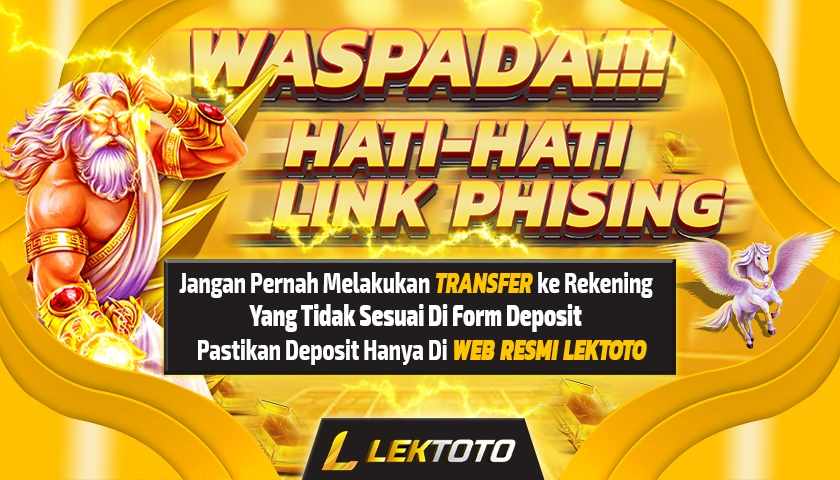 WASPADA!!!
HATI-HATI
LINK PHISING
Jangan Pernah Melakukan TRANSFER ke Rekening
Yang Tidak Sesuai Di Form Deposit
Pastikan Deposit Hanya Di WEB RESMI LEKTOTO
LEKTOTO